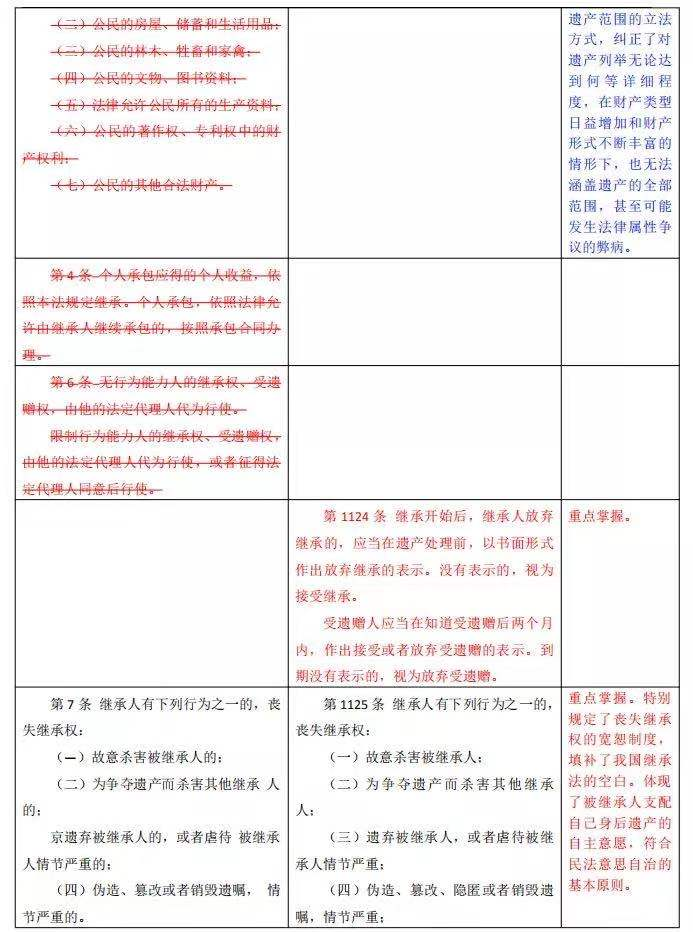 （二）公民的房屋、储蓄和生活用品；
（三）公民的林木、牲畜和家禽；
（四）公民的文物、图书资料；
（五）法律允许公民所有的生产资料；
（六）公民的著作权、专利权中的财
产权利；
（七）公民的其他合法财产。
遗产范围的立法
方式，纠正了对
遗产列举无论达
到何等详细程
度，在财产类型
日益增加和财产
形式不断丰富的
情形下，也无法
涵盖遗产的全部
范围，甚至可能
发生法律属性争
议的弊病。
第4条 个人承包应得的个人收益，依
照本法规定继承。个人承包，依照法律允
许由继承人继续承包的，按照承包合同办
理。
第6条 无行为能力人的继承权、受遗
赠权，由他的法定代理人代为行使。
限制行为能力人的继承权、受遗赠权，
由他的法定代理人代为行使，或者征得法
定代理人同意后行使。
第1124条 继承开始后，继承人放弃
继承的，应当在遗产处理前，以书面形式
作出放弃继承的表示。没有表示的，视为
接受继承。
受遗赠人应当在知道受遗赠后两个月
内，作出接受或者放弃受遗赠的表示。到
期没有表示的，视为放弃受遗赠。
重点掌握。
第7条 继承人有下列行为之一的，丧
失继承权：
（—）故意杀害被继承人的；
（二）为争夺遗产而杀害其他继承 人
的；
京遗弃被继承人的，或者虐待 被继承
人情节严重的；
（四）伪造、篡改或者销毁遗嘱， 情
节严重的。
第1125条 继承人有下列行为之一的，
丧失继承权：
（一）故意杀害被继承人；
（二）为争夺遗产而杀害其他继承
人；
（三）遗弃被继承人，或者虐待被继
承人情节严重；
（四）伪造、篡改、隐匿或者销毁遗
嘱，情节严重；
重点掌握。特别
规定了丧失继承
权的宽恕制度，
填补了我国继承
法的空白。体现
了被继承人支配
自己身后遗产的
自主意愿，符合
民法意思自治的
基本原则。